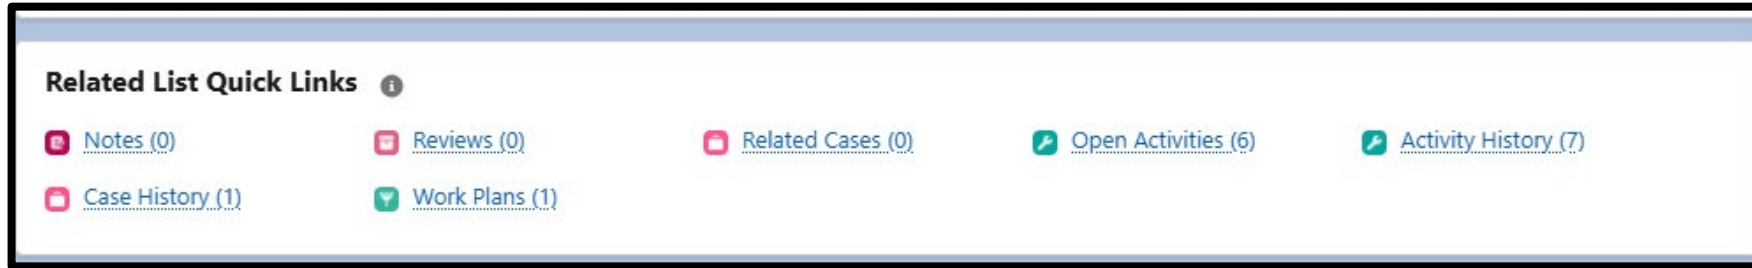 Related List Quick Links
Notes (0) Reviews (0) Related Cases (0) Open Activities (6) Activity History (7)
Case History (1) Work Plans (1)